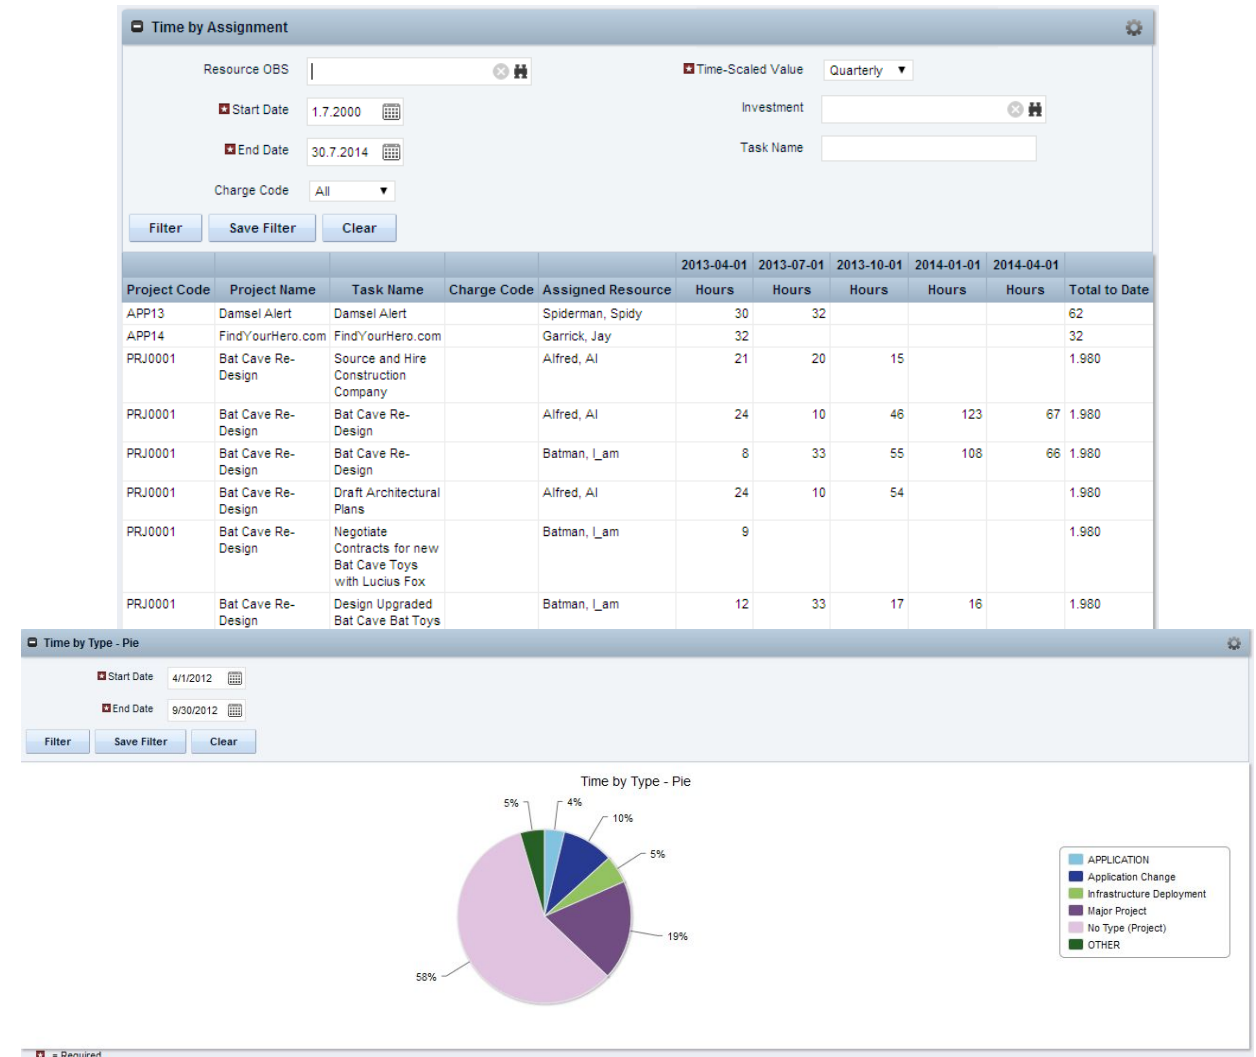 Time by Assignment
Resource OBS
Time-Scaled Value Quarterly
Start Date 1.7.2000
Investment
End Date 30.7.2014
Task Name
Charge Code All
Filter Save Filter Clear
2013-04-01 2013-07-01 2013-10-01 2014-01-01 2014-04-01
Project Code Project Name Task Name Charge Code Assigned Resource Hours Hours Hours Hours Hours Total to Date
APP13 Damsel Alert Damsel Alert Spiderman, Spidy 30 32 62
APP14 FindYourHero.com FindYourHero.com Garrick, Jay 32 32
PRJ0001 Bat Cave Re- Source and Hire Alfred, Al 21 20 15 1.980
Design Construction
Company
PRJ0001 Bat Cave Re- Bat Cave Re- Alfred, Al 24 10 46 123 67 1.980
Design Design
PRJ0001 Bat Cave Re- Bat Cave Re- Batman, I_am 8 33 55 108 66 1.980
Design Design
PRJ0001 Bat Cave Re- Draft Architectural Alfred, Al 24 10 54 1.980
Design Plans
PRJ0001 Bat Cave Re- Negotiate Batman, I_am 9 1.980
Design Contracts for new
Bat Cave Toys
with Lucius Fox
PRJ0001 Bat Cave Re- Design Upgraded Batman, I_am 12 33 17 16 1.980
Design Bat Cave Bat Toys
Time by Type - Pie
Start Date 4/1/2012
End Date 9/30/2012
Filter Save Filter Clear
Time by Type - Pie
5% 4%
10%
5%
19%
58%
APPLICATION
Application Change
Infrastructure Deployment
Major Project
No Type (Project)
OTHER
= Required